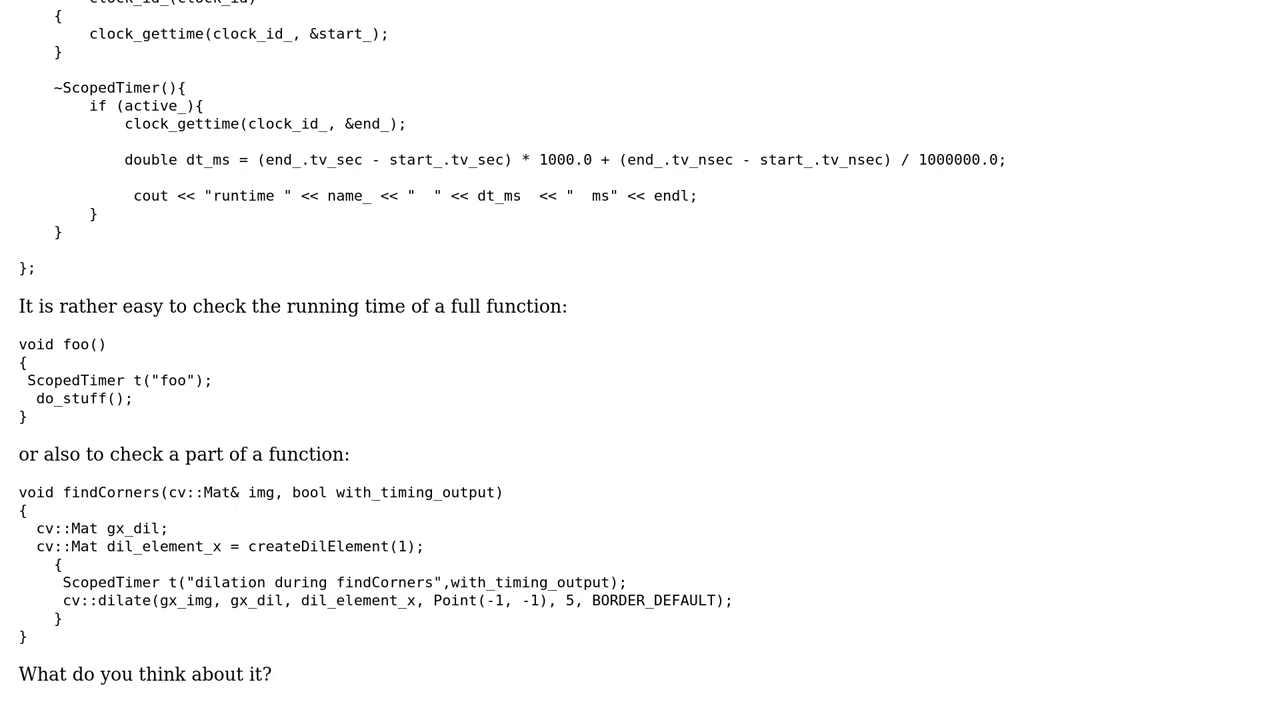 clock_id_(clock_id)
{
clock_gettime(clock_id_, &start_);
}
~ScopedTimer(){
if (active_){
clock_gettime(clock_id_, &end_);
double dt_ms = (end_.tv_sec - start_.tv_sec) * 1000.0 + (end_.tv_nsec - start_.tv_nsec) / 1000000.0;
cout << "runtime " << name_ << "  " << dt_ms  << "  ms" << endl;
}
}
};
It is rather easy to check the running time of a full function:
void foo()
{
ScopedTimer t("foo");
do_stuff();
}
or also to check a part of a function:
void findCorners(cv::Mat& img, bool with_timing_output)
{
cv::Mat gx_dil;
cv::Mat dil_element_x = createDilElement(1);
{
ScopedTimer t("dilation during findCorners",with_timing_output);
cv::dilate(gx_img, gx_dil, dil_element_x, Point(-1, -1), 5, BORDER_DEFAULT);
}
}
What do you think about it?